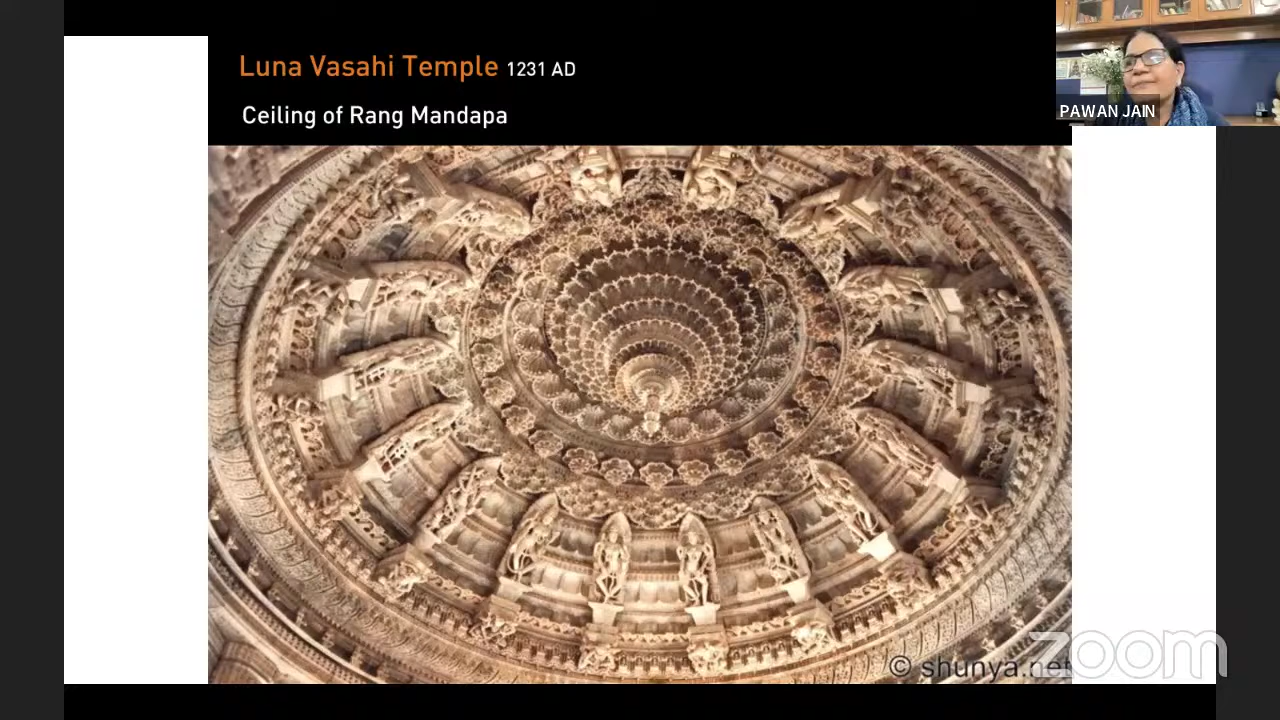 Luna Vasahi Temple 1231 AD
Ceiling of Rang Mandapa
PAWAN JAIN
© shunya.net
zoom